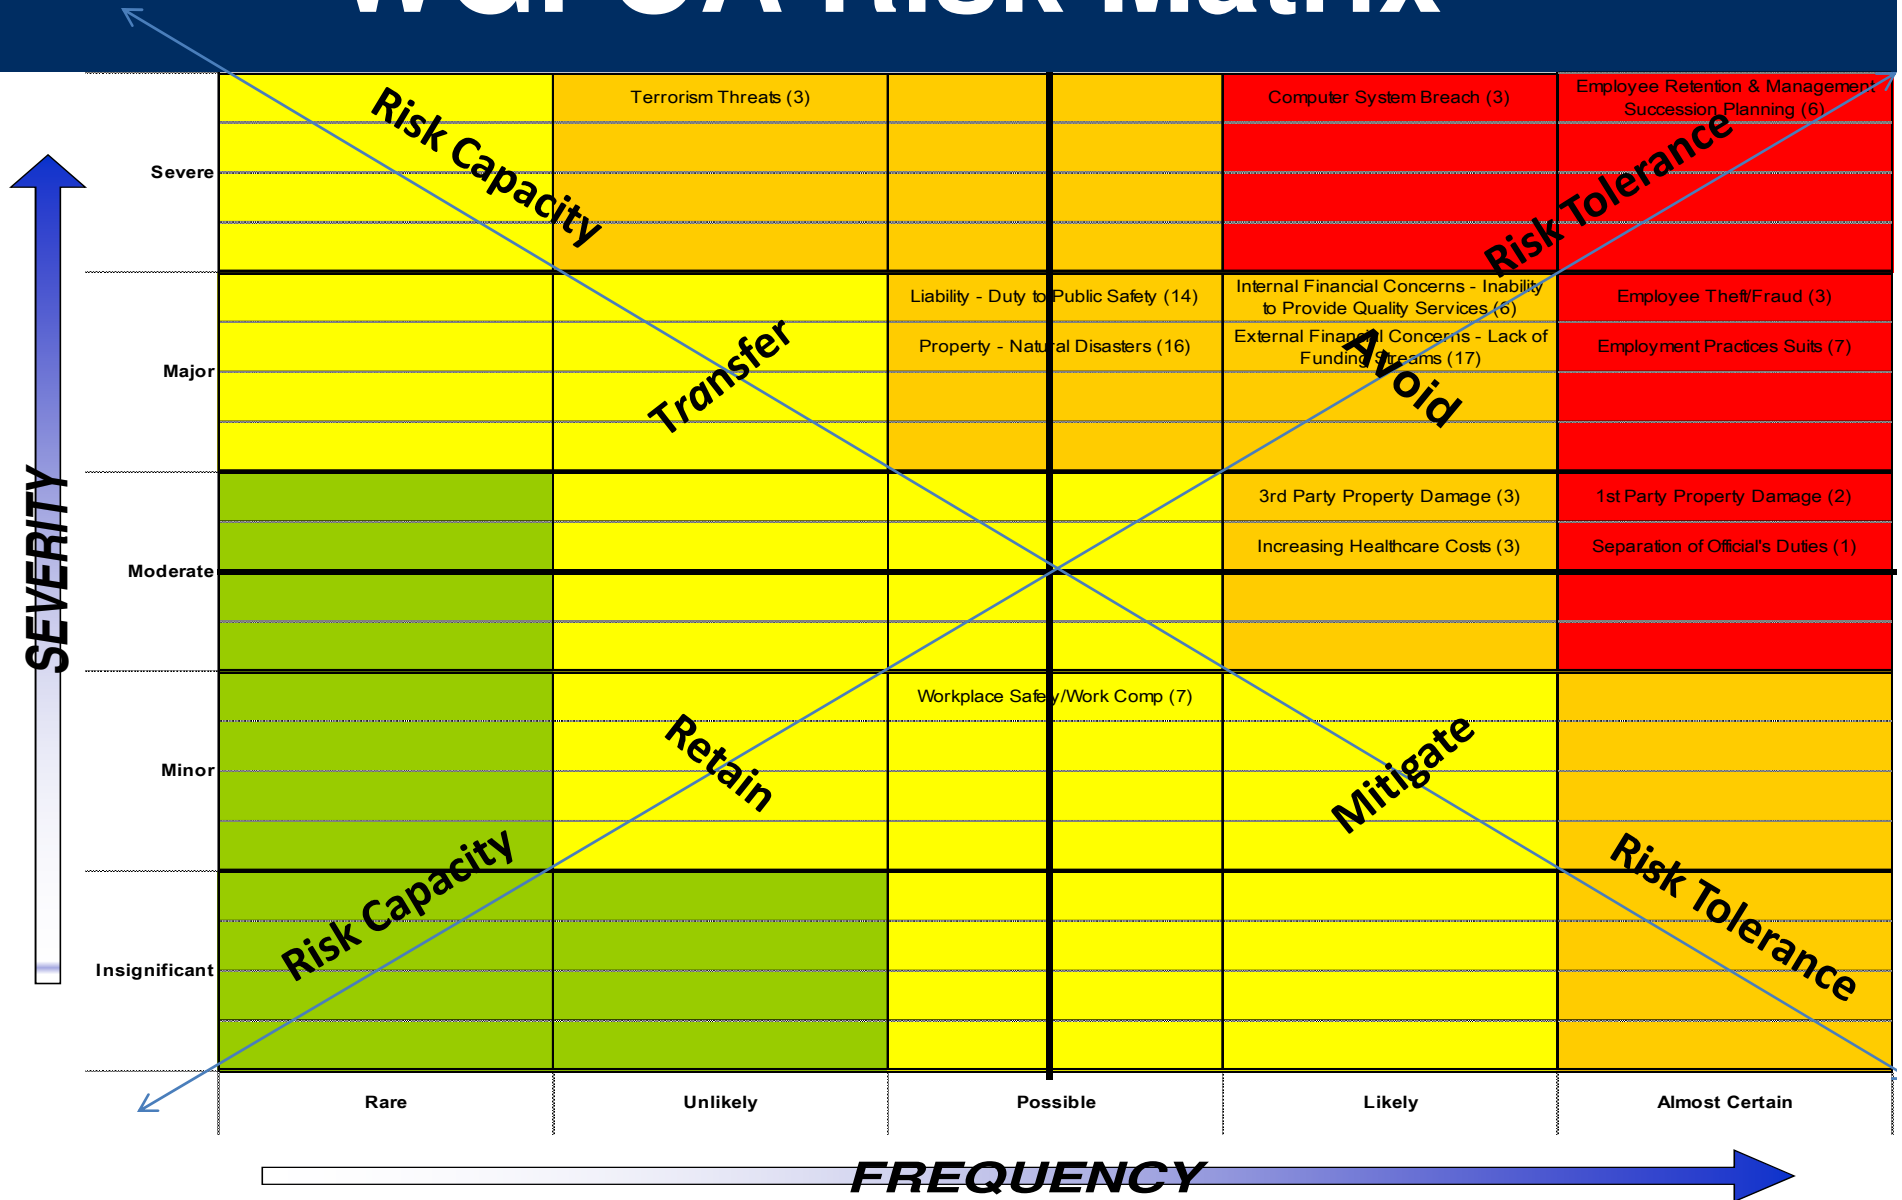 WGFOA Risk Matrix
Terrorism Threats (3)
Computer System Breach (3)
Employee Retention & Management
Succession Planning (6)
Risk Capacity
Risk Tolerance
Severe
Liability - Duty to Public Safety (14)
Internal Financial Concerns - Inability
to Provide Quality Services (6)
Employee Theft/Fraud (3)
Property - Natural Disasters (16)
External Financial Concerns - Lack of
Funding Streams (17)
Employment Practices Suits (7)
Transfer
Avoid
Major
3rd Party Property Damage (3)
1st Party Property Damage (2)
Increasing Healthcare Costs (3)
Separation of Official's Duties (1)
Moderate
SEVERITY
Workplace Safety/Work Comp (7)
Retain
Mitigate
Minor
Risk Capacity
Risk Tolerance
Insignificant
Rare
Unlikely
Possible
Likely
Almost Certain
FREQUENCY